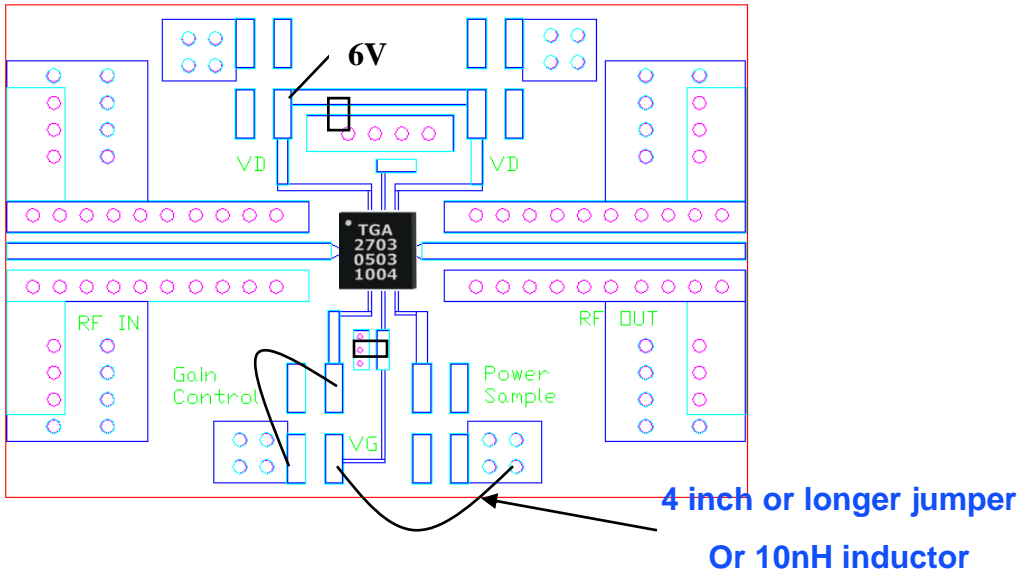 6V
VD
VD
TGA
2703
0503
1004
RF IN
RF OUT
Gain
Control
Power
Sample
VG
4 inch or longer jumper
Or 10nH inductor